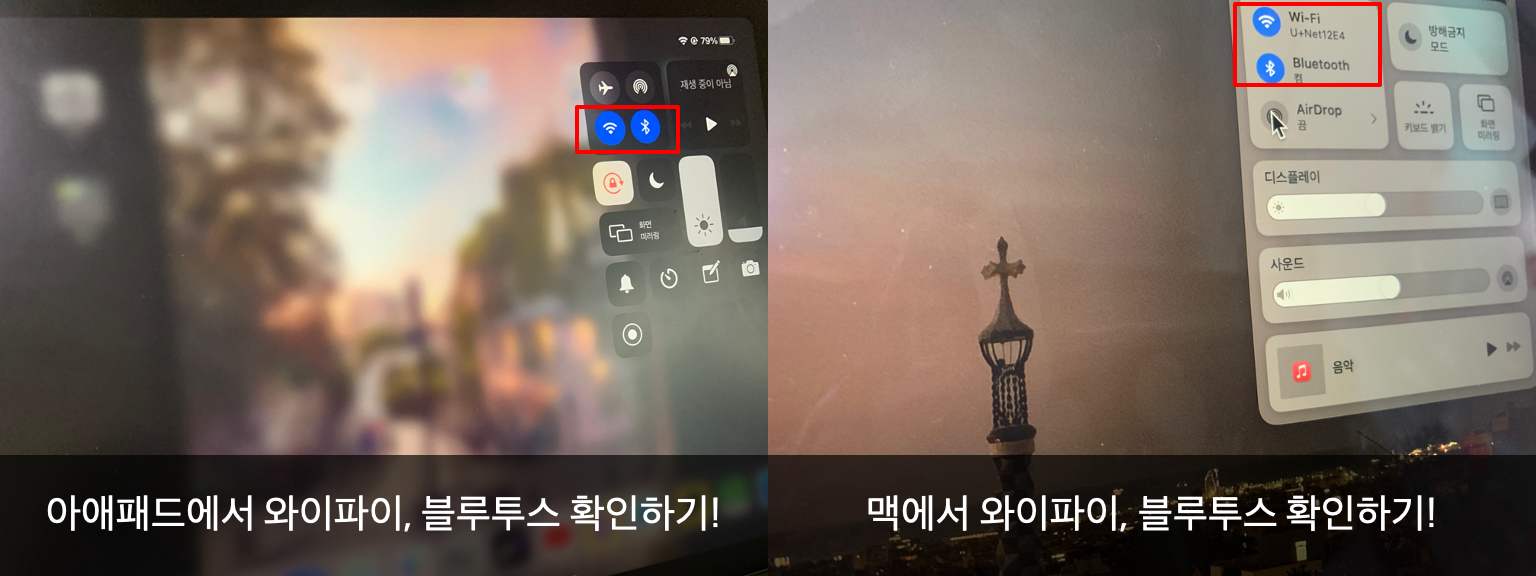 79%
재생 중이 아님
화면
미러링
아애패드에서 와이파이, 블루투스 확인하기!
Wi-Fi
U+Net12E4
Bluetooth
켬
AirDrop
끔
방해금지
모드
키보드 밝기
화면
미러링
디스플레이
사운드
음악
맥에서 와이파이, 블루투스 확인하기!